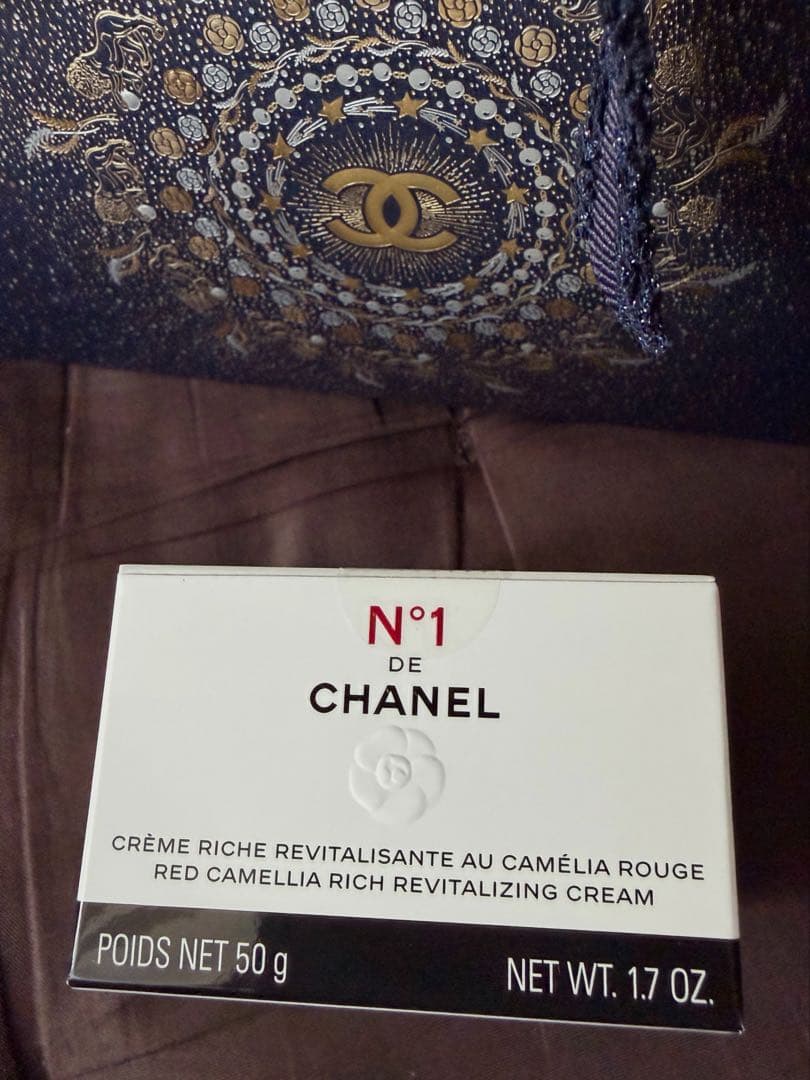 N°1
DE
CHANEL
CRÈME RICHE REVITALISANTE AU CAMÉLIA ROUGE
RED CAMELLIA RICH REVITALIZING CREAM
POIDS NET 50 g
NET WT. 1.7 OZ.